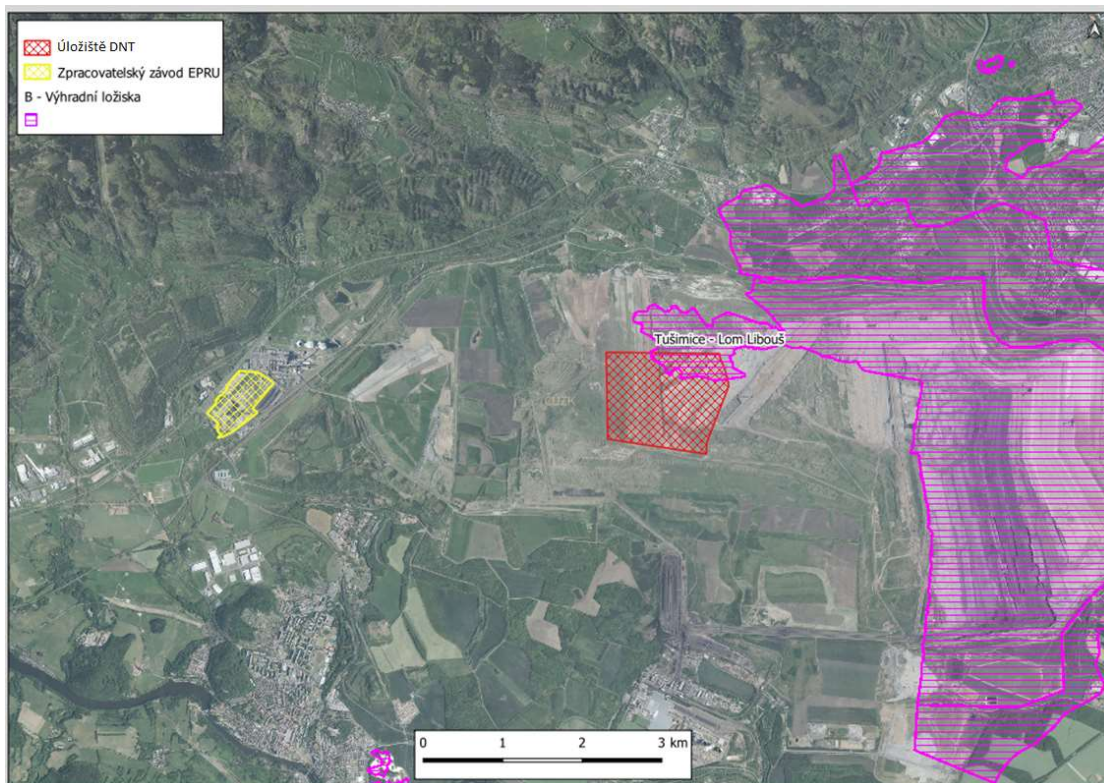 Úložiště DNT
Zpracovatelský závod EPRU
B - Výhradní ložiska
Tušimice - Lom Libouš
0 1 2 3 km